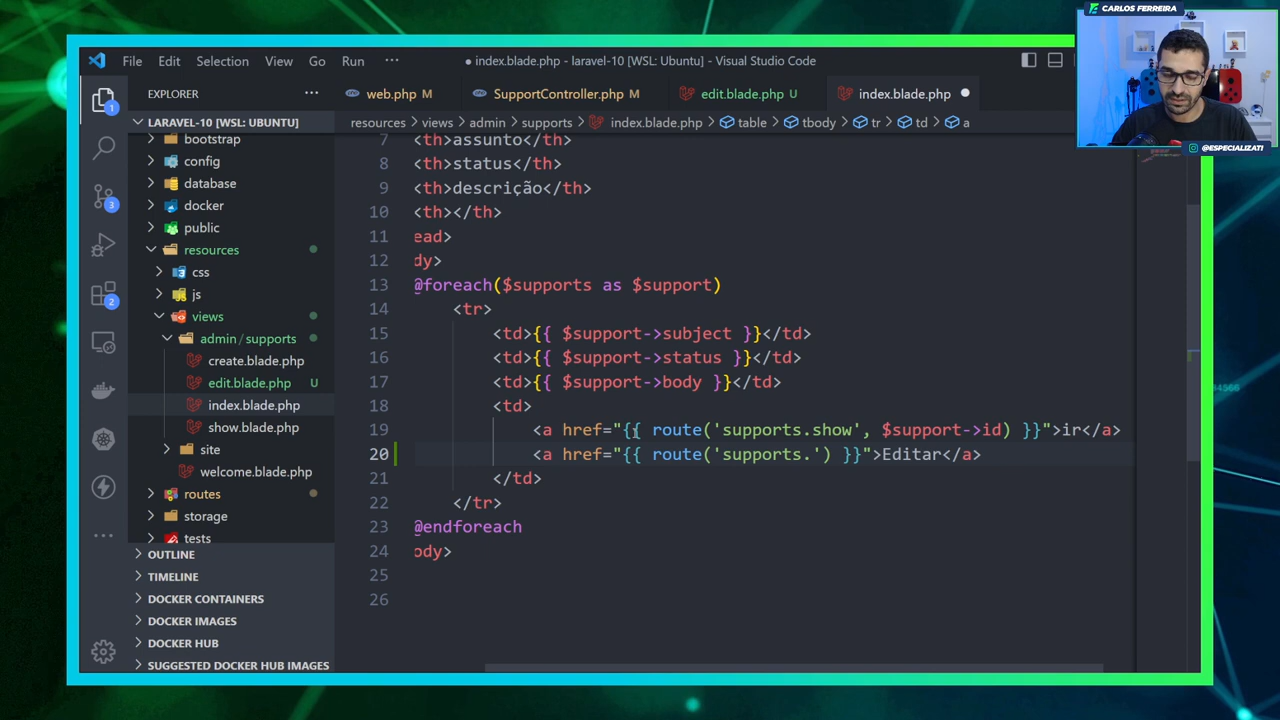 CARLOS FERREIRA
@ESPECIALIZATI
File Edit Selection View Go Run ···
● index.blade.php - laravel-10 [WSL: Ubuntu] - Visual Studio Code
EXPLORER ···
web.php M SupportController.php M edit.blade.php U index.blade.php ●
LARAVEL-10 [WSL: UBUNTU]
resources > views > admin > supports > index.blade.php > table > tbody > tr > td > a
bootstrap
config
database
docker
public
resources
css
js
views
admin / supports
create.blade.php
edit.blade.php U
index.blade.php
show.blade.php
site
welcome.blade.php
routes
storage
tests
OUTLINE
TIMELINE
DOCKER CONTAINERS
DOCKER IMAGES
DOCKER HUB
SUGGESTED DOCKER HUB IMAGES
1
3
2
7 <th>assunto</th>
8 <th>status</th>
9 <th>descrição</th>
10 <th></th>
11 ead>
12 dy>
13 @foreach($supports as $support)
14 <tr>
15 <td>{{ $support->subject }}</td>
16 <td>{{ $support->status }}</td>
17 <td>{{ $support->body }}</td>
18 <td>
19 <a href="{{ route('supports.show', $support->id) }}">ir</a>
20 <a href="{{ route('supports.') }}">Editar</a>
21 </td>
22 </tr>
23 @endforeach
24 ody>
25
26